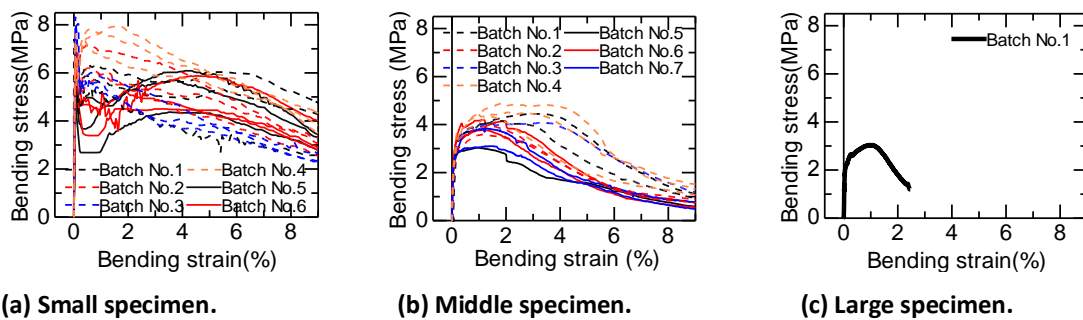 Bending stress(MPa)
8
6
4
2
0
Batch No.1
Batch No.2
Batch No.3
Batch No.4
Batch No.5
Batch No.6
0 2 4 6 8
Bending strain(%)
(a) Small specimen.
Bending stress (MPa)
8
6
4
2
0
Batch No.1
Batch No.2
Batch No.3
Batch No.4
Batch No.5
Batch No.6
Batch No.7
0 2 4 6 8
Bending strain (%)
(b) Middle specimen.
Bending stress(MPa)
8
6
4
2
0
Batch No.1
0 2 4 6 8
Bending strain(%)
(c) Large specimen.